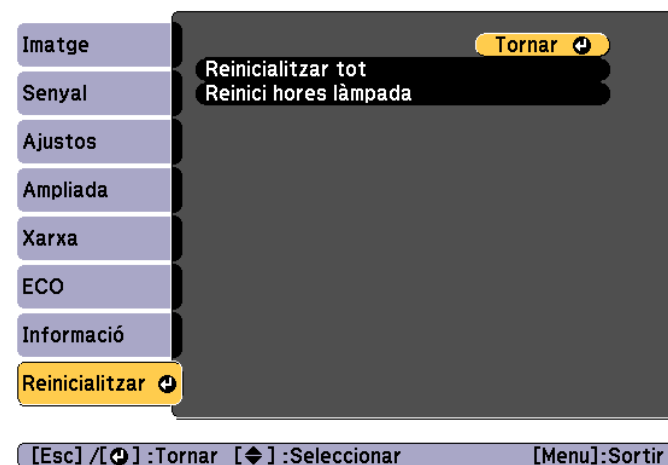 Imatge
Senyal
Ajustos
Ampliada
Xarxa
ECO
Informació
Reinicialitzar
Tornar
Reinicialitzar tot
Reinici hores làmpada
[Esc] /[⏎] :Tornar [◆] :Seleccionar [Menu]:Sortir